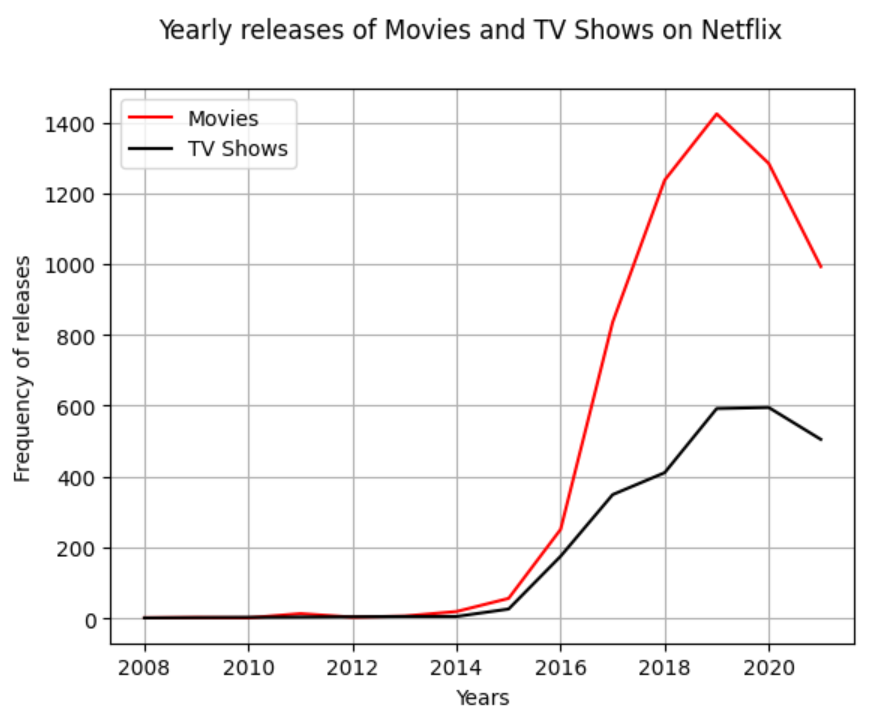 Yearly releases of Movies and TV Shows on Netflix
Movies
TV Shows
1400
1200
1000
800
600
400
200
0
Frequency of releases
2008 2010 2012 2014 2016 2018 2020
Years